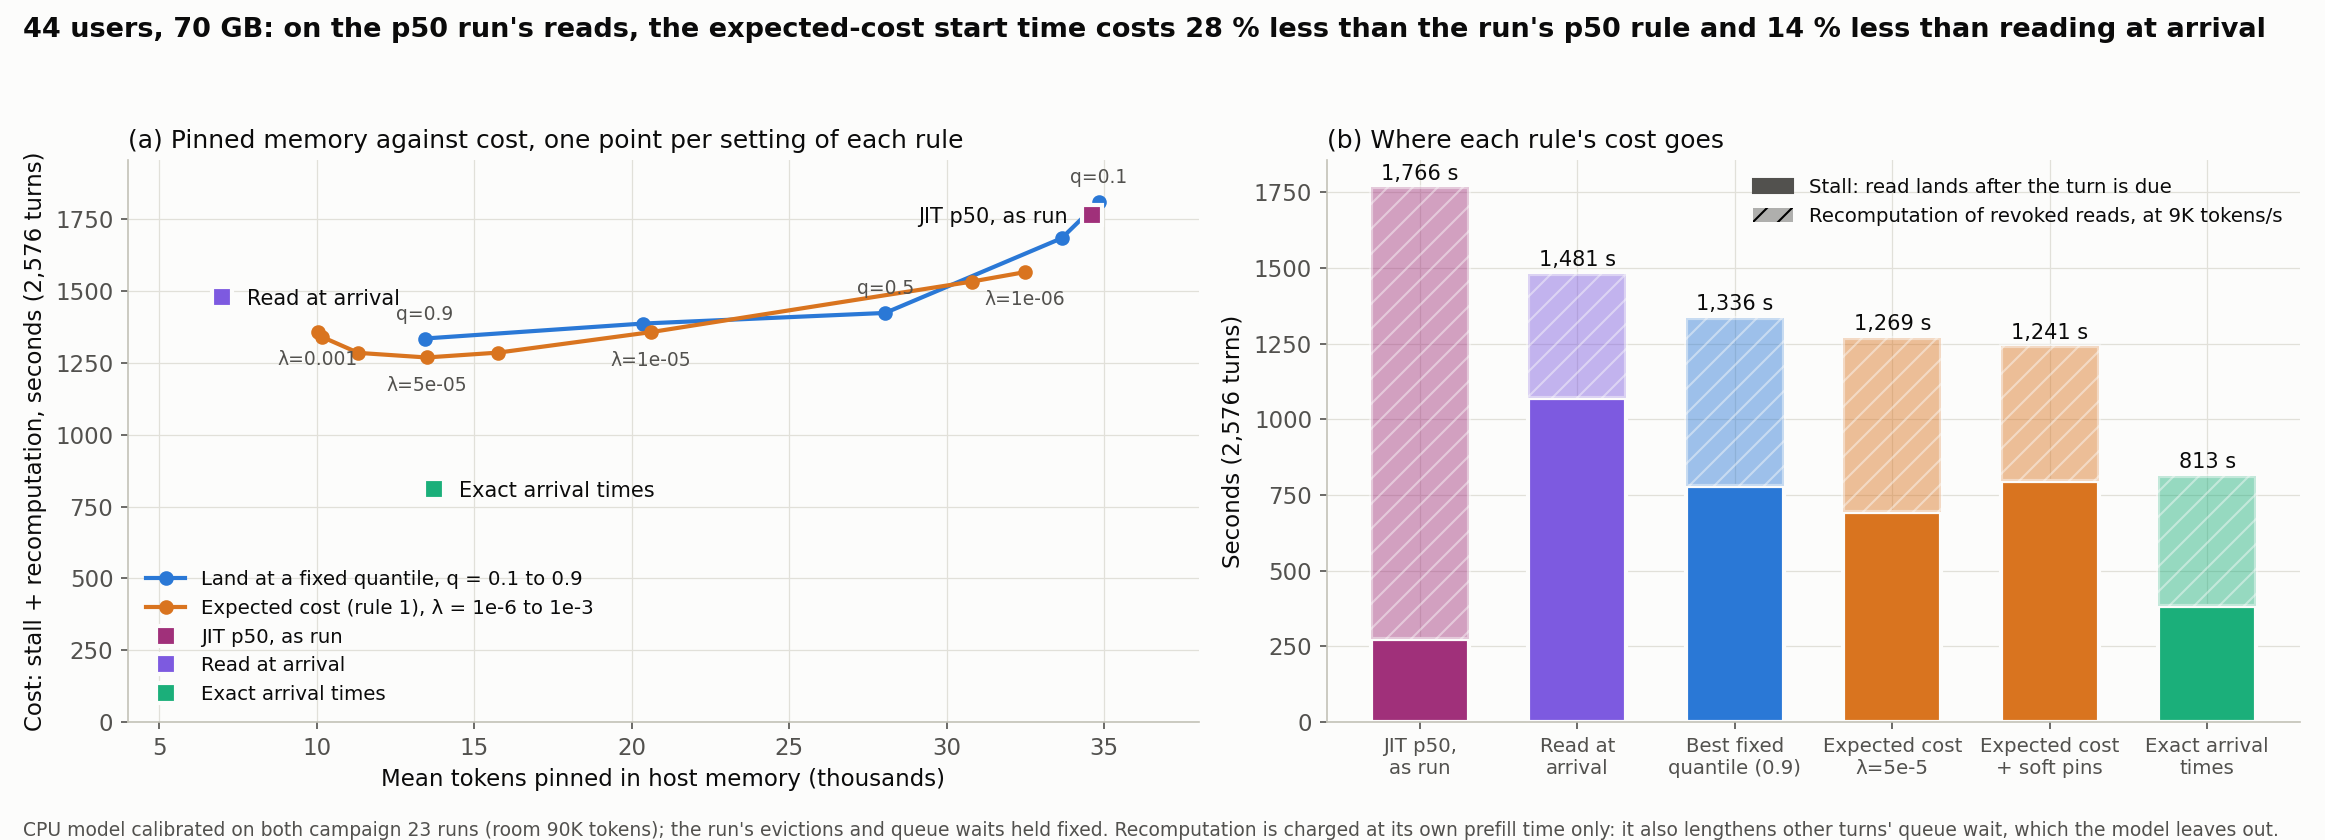 44 users, 70 GB: on the p50 run's reads, the expected-cost start time costs 28 % less than the run's p50 rule and 14 % less than reading at arrival
(a) Pinned memory against cost, one point per setting of each rule
Cost: stall + recomputation, seconds (2,576 turns)
1750
1500
1250
1000
750
500
250
0
q=0.1
JIT p50, as run
q=0.5
Read at arrival
q=0.9
λ=1e-06
λ=0.001
λ=1e-05
λ=5e-05
Exact arrival times
Land at a fixed quantile, q = 0.1 to 0.9
Expected cost (rule 1), λ = 1e-6 to 1e-3
JIT p50, as run
Read at arrival
Exact arrival times
5
10
15
20
25
30
35
Mean tokens pinned in host memory (thousands)
(b) Where each rule's cost goes
Seconds (2,576 turns)
1750
1500
1250
1000
750
500
250
0
Stall: read lands after the turn is due
Recomputation of revoked reads, at 9K tokens/s
1,766 s
1,481 s
1,336 s
1,269 s
1,241 s
813 s
JIT p50,
as run
Read at
arrival
Best fixed
quantile (0.9)
Expected cost
λ=5e-5
Expected cost
+ soft pins
Exact arrival
times
CPU model calibrated on both campaign 23 runs (room 90K tokens); the run's evictions and queue waits held fixed. Recomputation is charged at its own prefill time only: it also lengthens other turns' queue wait, which the model leaves out.